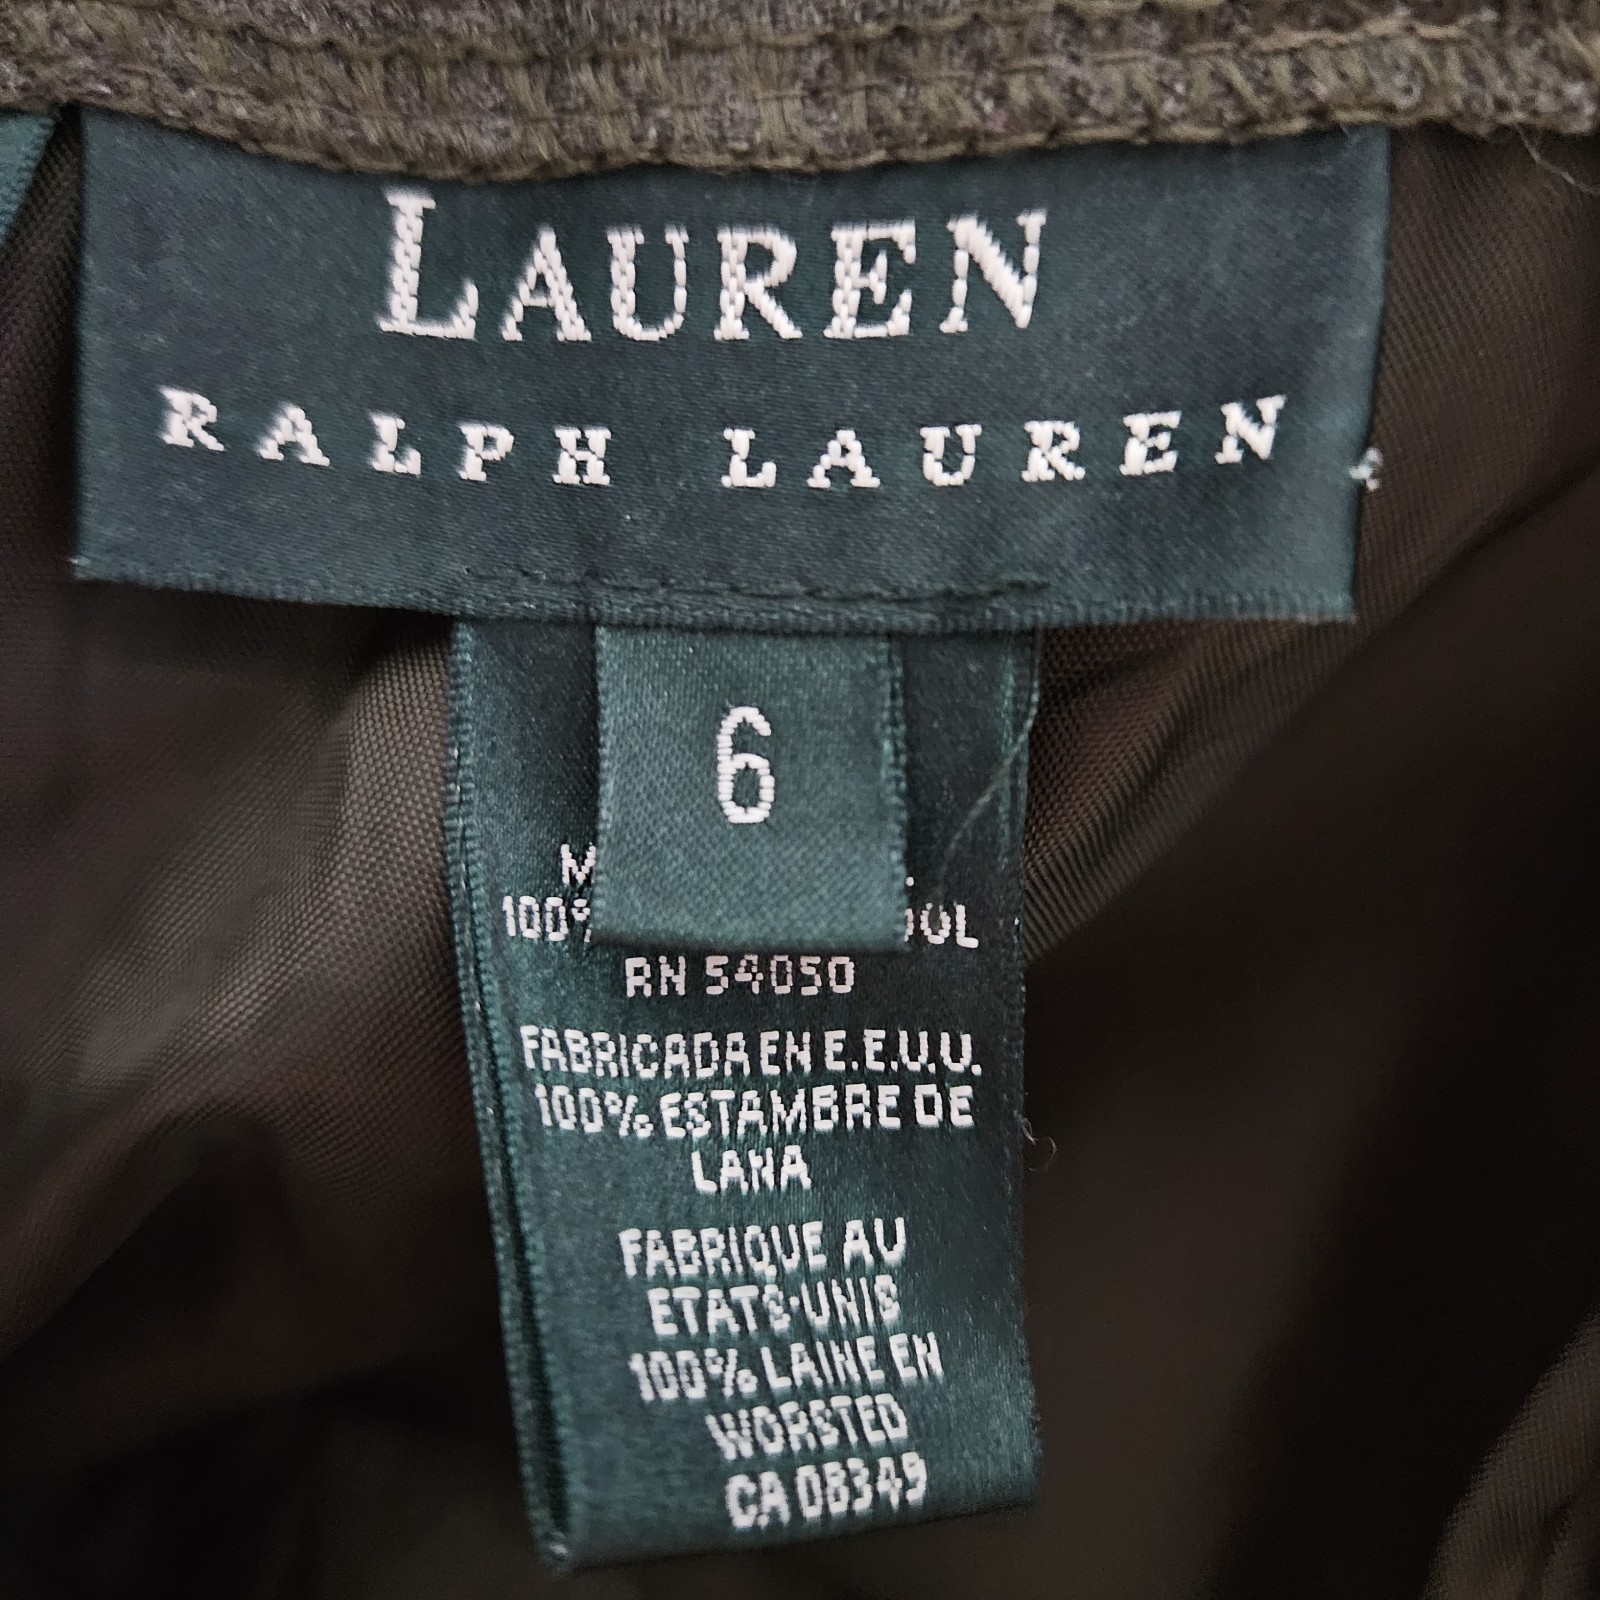 LAUREN
RALPH LAUREN
6
100%
RN 54050
FABRICADA EN E.E.U.U.
100% ESTAMBRE DE
LANA
FABRIQUE AU
ETATS-UNIS
100% LAINE EN
WORSTED
CA 08349